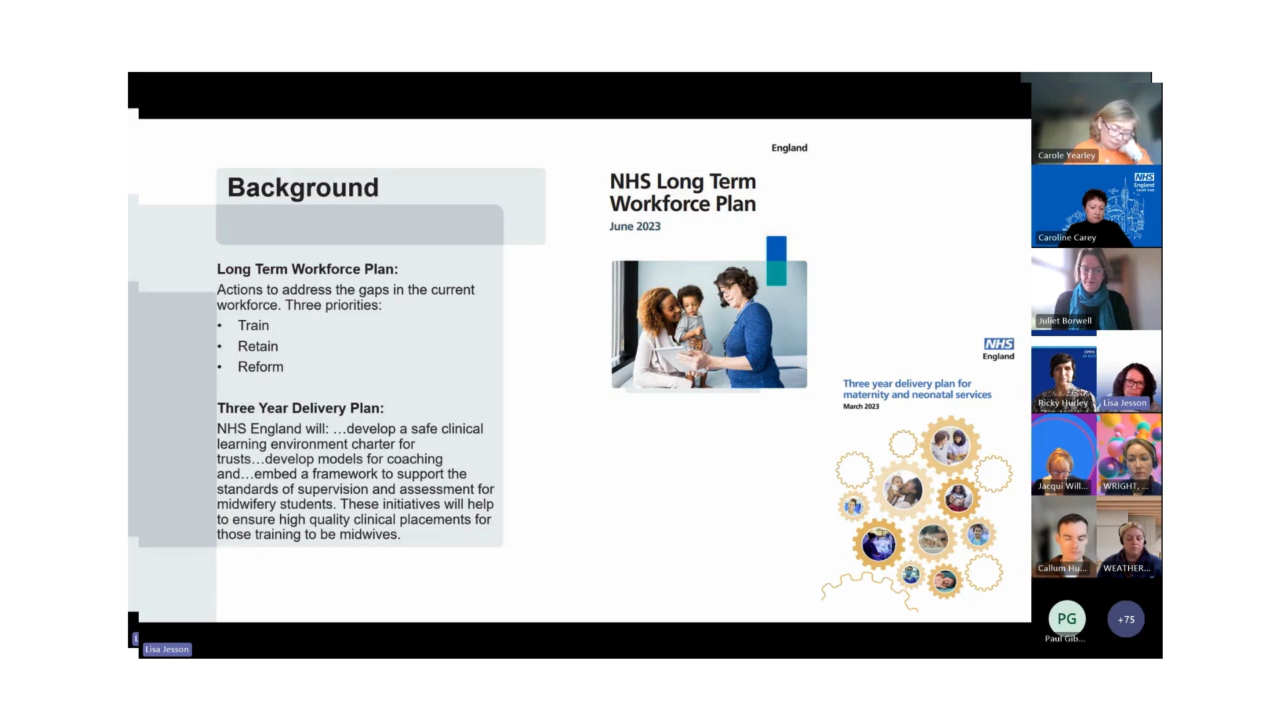 Background
Long Term Workforce Plan:
Actions to address the gaps in the current
workforce. Three priorities:
• Train
• Retain
• Reform
Three Year Delivery Plan:
NHS England will: …develop a safe clinical
learning environment charter for
trusts…develop models for coaching
and…embed a framework to support the
standards of supervision and assessment for
midwifery students. These initiatives will help
to ensure high quality clinical placements for
those training to be midwives.
England
NHS Long Term
Workforce Plan
June 2023
NHS
England
Three year delivery plan for
maternity and neonatal services
March 2023
Carole Yearley
NHS
England
South East
Caroline Carey
Juliet Borwell
OPEN
Ricky Hurley
Lisa Jesson
Jacqui Will...
WRIGHT, ...
Callum Hu...
WEATHER...
PG
Paul Gib...
+75
L
Lisa Jesson